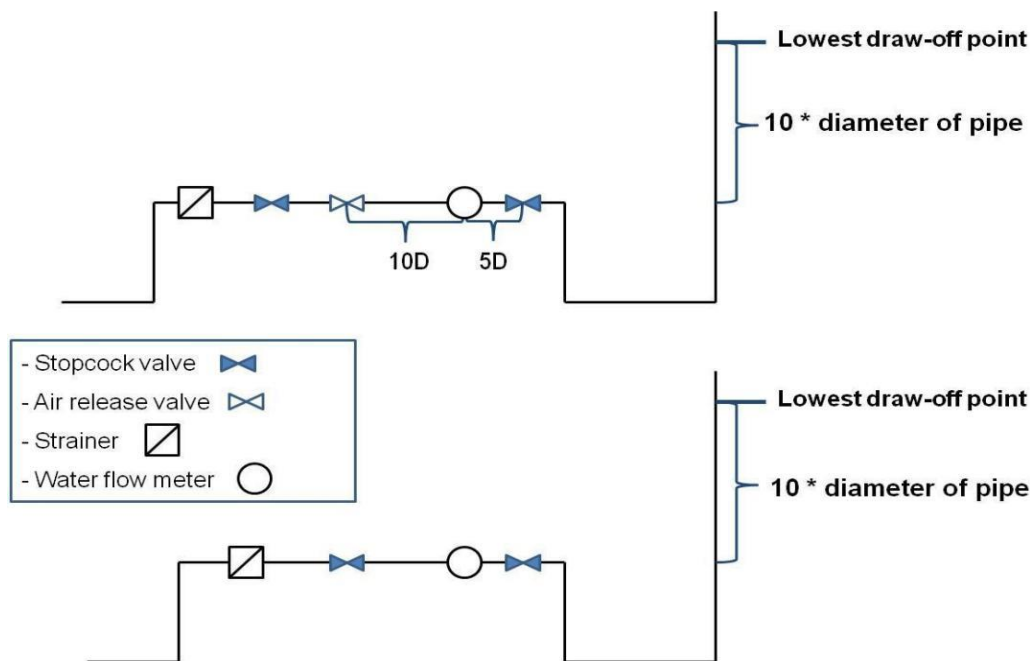 Lowest draw-off point
10 * diameter of pipe
10D
5D
- Stopcock valve
- Air release valve
- Strainer
- Water flow meter
Lowest draw-off point
10 * diameter of pipe